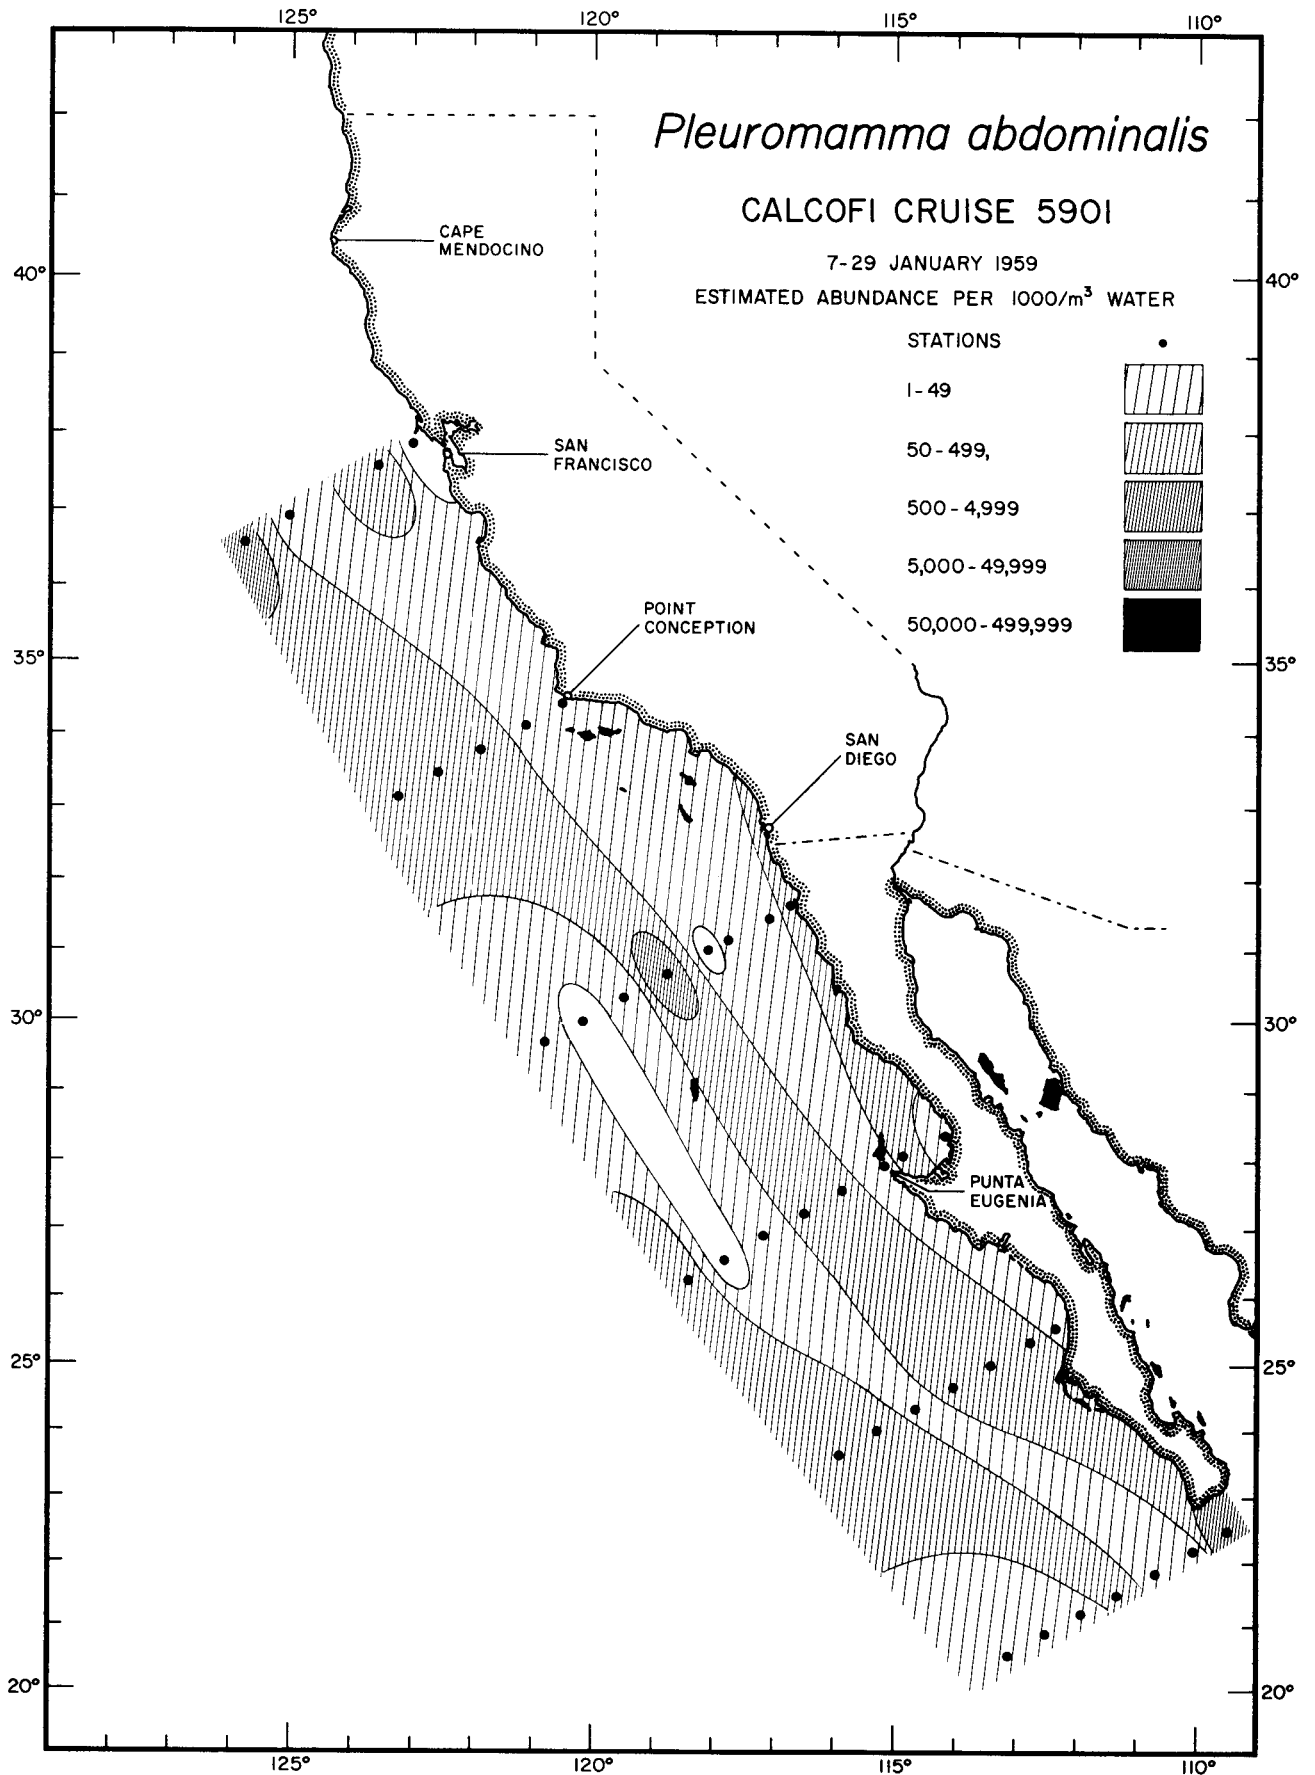 125° 120° 115° 110°
Pleuromamma abdominalis
CALCOFI CRUISE 5901
7-29 JANUARY 1959
ESTIMATED ABUNDANCE PER 1000/m³ WATER
STATIONS
1-49
50-499,
500-4,999
5,000-49,999
50,000-499,999
CAPE
MENDOCINO
40° 40°
SAN
FRANCISCO
POINT
CONCEPTION
35° 35°
SAN
DIEGO
30° 30°
PUNTA
EUGENIA
25° 25°
20° 20°
125° 120° 115° 110°